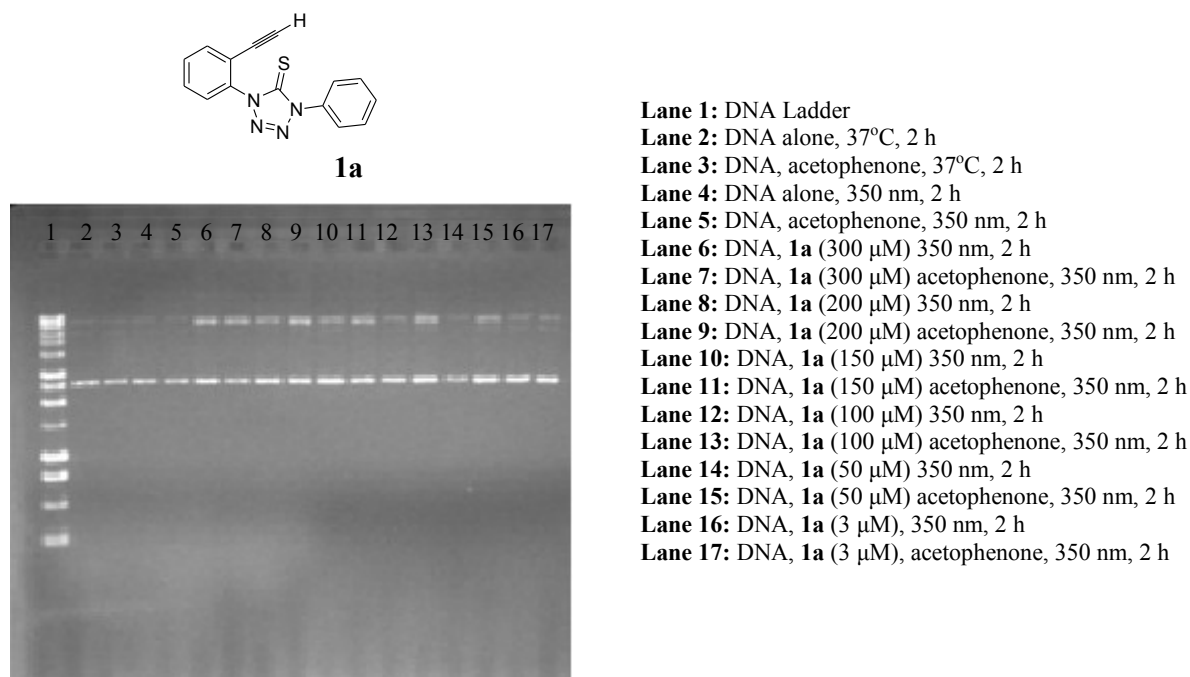 H
S
N N
N=N
1a
1 2 3 4 5 6 7 8 9 10 11 12 13 14 15 16 17
Lane 1: DNA Ladder
Lane 2: DNA alone, 37°C, 2 h
Lane 3: DNA, acetophenone, 37°C, 2 h
Lane 4: DNA alone, 350 nm, 2 h
Lane 5: DNA, acetophenone, 350 nm, 2 h
Lane 6: DNA, 1a (300 μM) 350 nm, 2 h
Lane 7: DNA, 1a (300 μM) acetophenone, 350 nm, 2 h
Lane 8: DNA, 1a (200 μM) 350 nm, 2 h
Lane 9: DNA, 1a (200 μM) acetophenone, 350 nm, 2 h
Lane 10: DNA, 1a (150 μM) 350 nm, 2 h
Lane 11: DNA, 1a (150 μM) acetophenone, 350 nm, 2 h
Lane 12: DNA, 1a (100 μM) 350 nm, 2 h
Lane 13: DNA, 1a (100 μM) acetophenone, 350 nm, 2 h
Lane 14: DNA, 1a (50 μM) 350 nm, 2 h
Lane 15: DNA, 1a (50 μM) acetophenone, 350 nm, 2 h
Lane 16: DNA, 1a (3 μM), 350 nm, 2 h
Lane 17: DNA, 1a (3 μM), acetophenone, 350 nm, 2 h